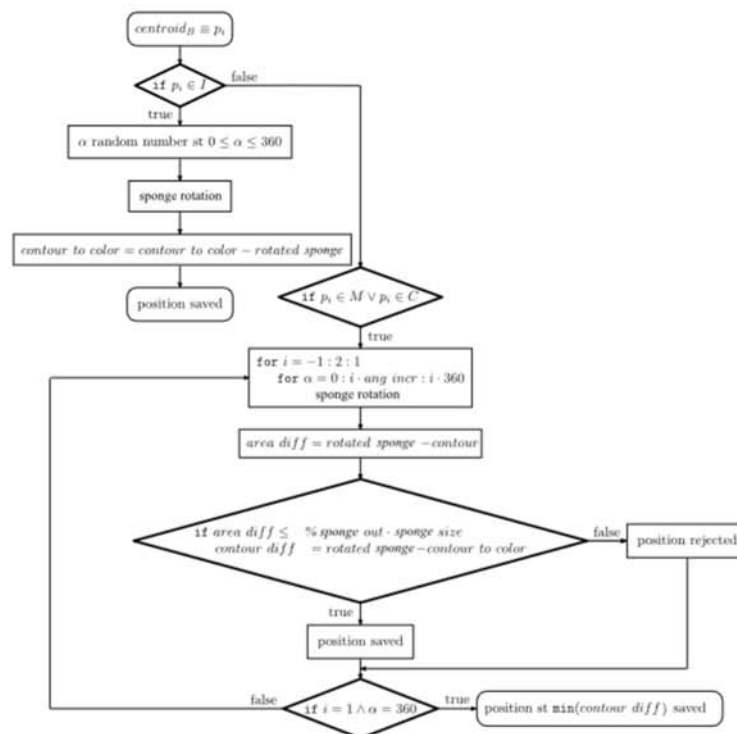 centroid_B ≡ p_i
if p_i ∈ I
false
true
α random number st 0 ≤ α ≤ 360
sponge rotation
contour to color = contour to color − rotated sponge
position saved
if p_i ∈ M ∨ p_i ∈ C
true
for i = −1 : 2 : 1
for α = 0 : i · ang incr : i · 360
sponge rotation
area diff = rotated sponge −contour
if area diff ≤ % sponge out · sponge size
contour diff = rotated sponge−contour to color
false
position rejected
true
position saved
false
if i = 1 ∧ α = 360
true
position st min(contour diff) saved